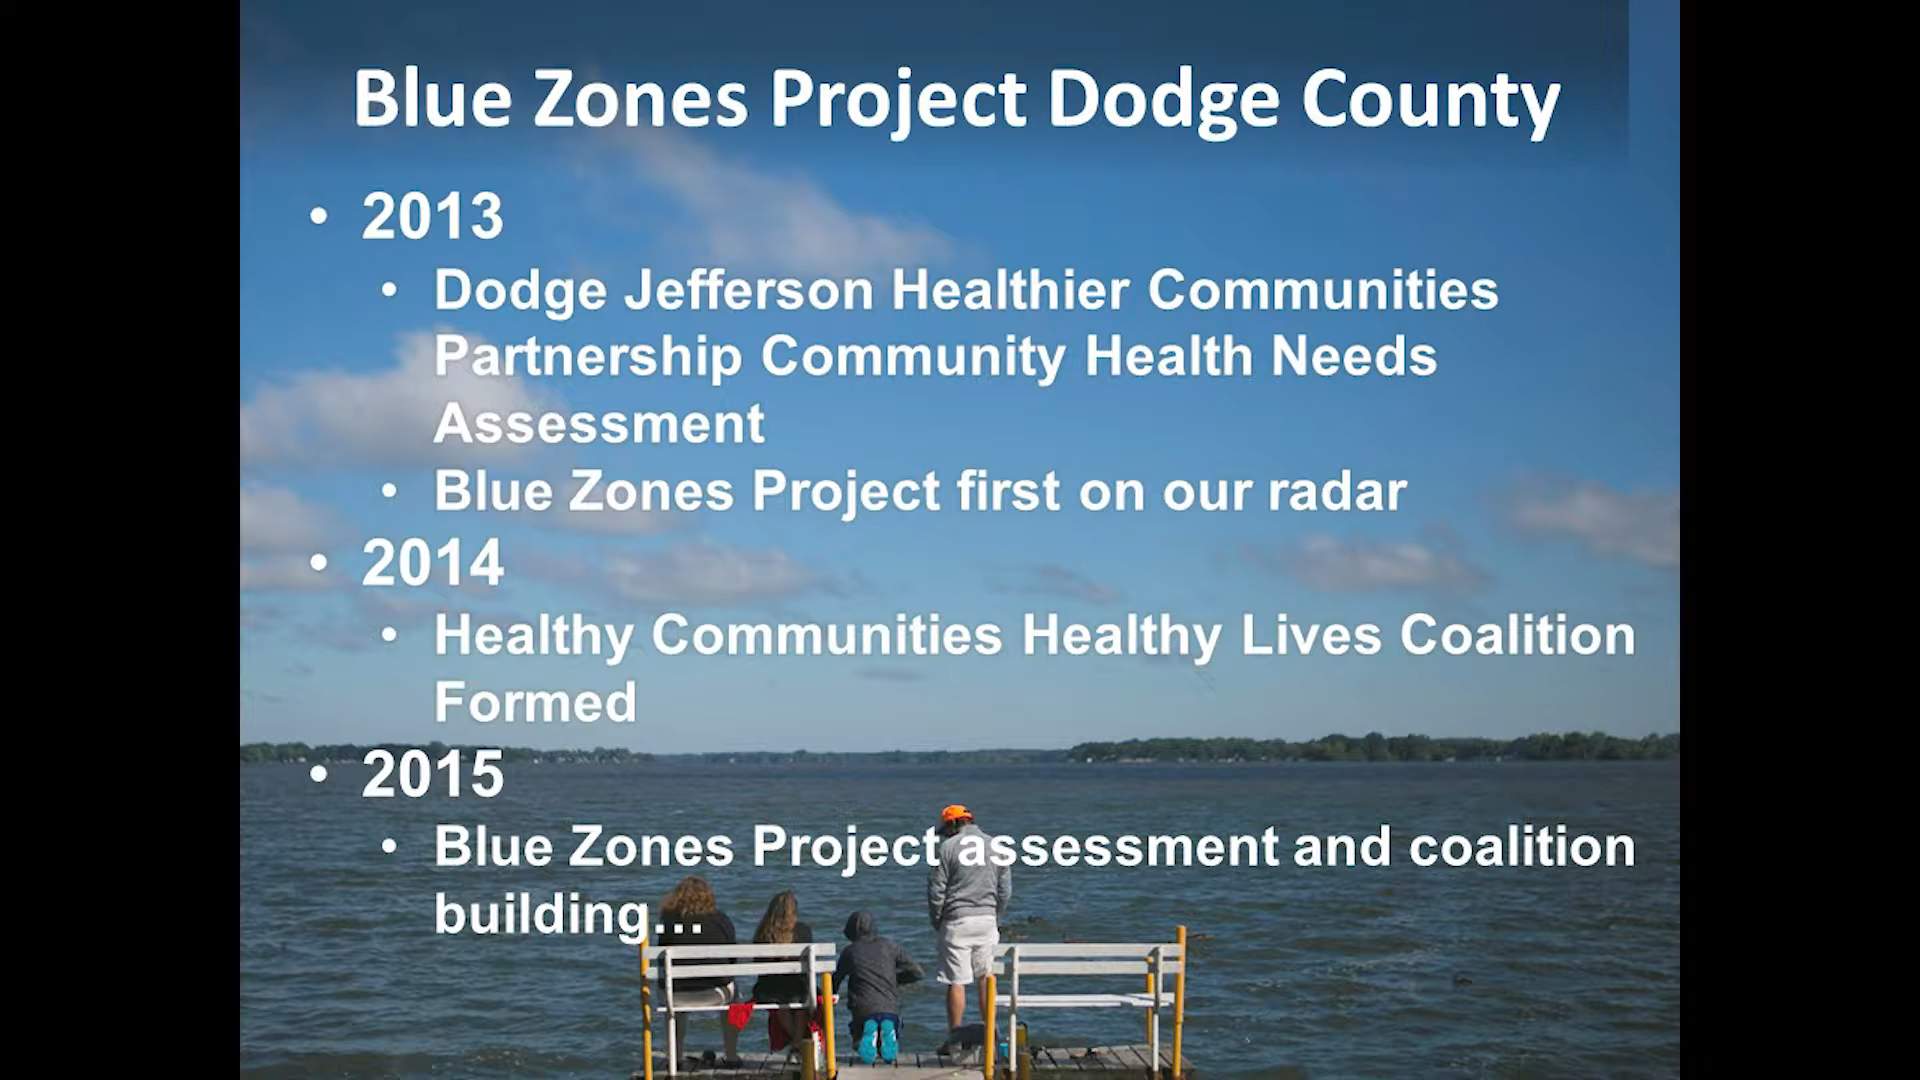 Blue Zones Project Dodge County
• 2013
• Dodge Jefferson Healthier Communities
Partnership Community Health Needs
Assessment
• Blue Zones Project first on our radar
• 2014
• Healthy Communities Healthy Lives Coalition
Formed
• 2015
• Blue Zones Project assessment and coalition
building…